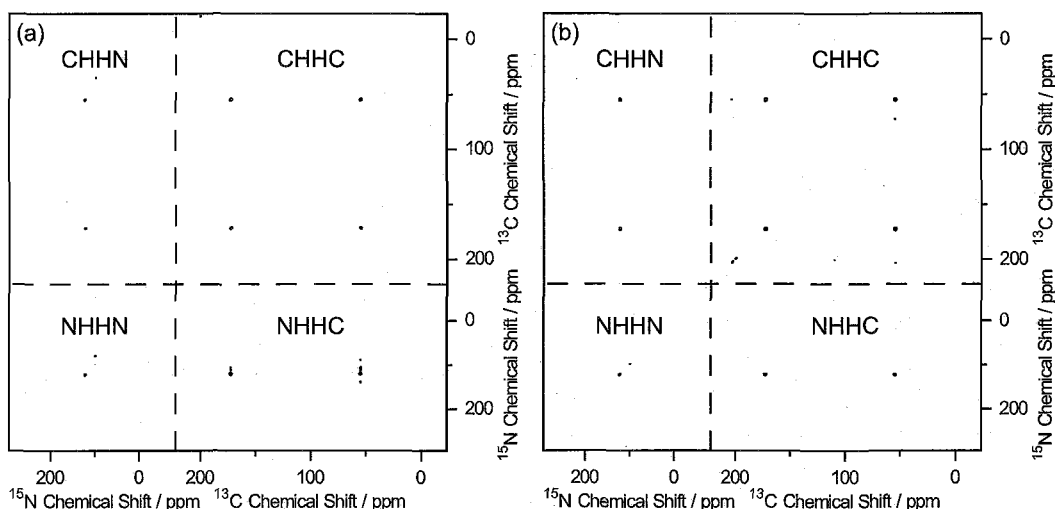 (a)
CHHN
CHHC
0
100
200
¹³C Chemical Shift / ppm
NHHN
NHHC
0
200
¹⁵N Chemical Shift / ppm
200
0
200
100
0
¹⁵N Chemical Shift / ppm
¹³C Chemical Shift / ppm
(b)
CHHN
CHHC
0
100
200
¹³C Chemical Shift / ppm
NHHN
NHHC
0
200
¹⁵N Chemical Shift / ppm
200
0
200
100
0
¹⁵N Chemical Shift / ppm
¹³C Chemical Shift / ppm